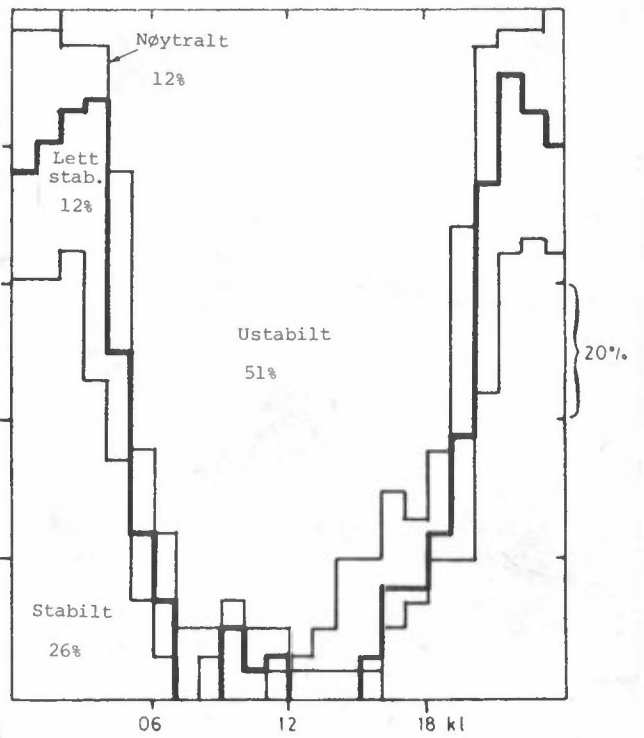 Nøytralt
12%
Lett
stab.
12%
Ustabilt
51%
20%
Stabilt
26%
06 12 18 kl